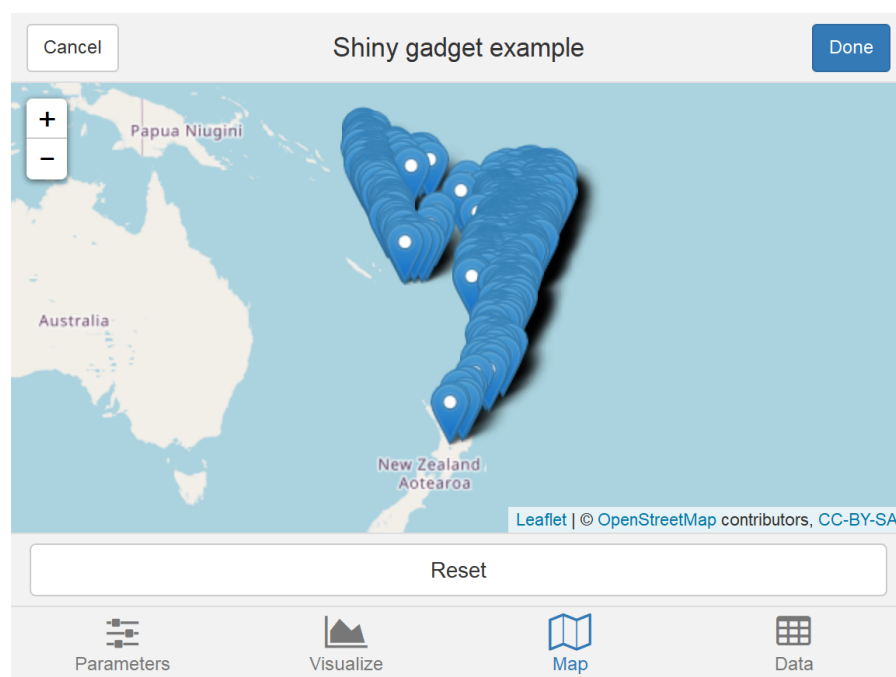 Cancel
Shiny gadget example
Done
+
−
Papua Niugini
Australia
New Zealand
Aotearoa
Leaflet | © OpenStreetMap contributors, CC-BY-SA
Reset
Parameters
Visualize
Map
Data